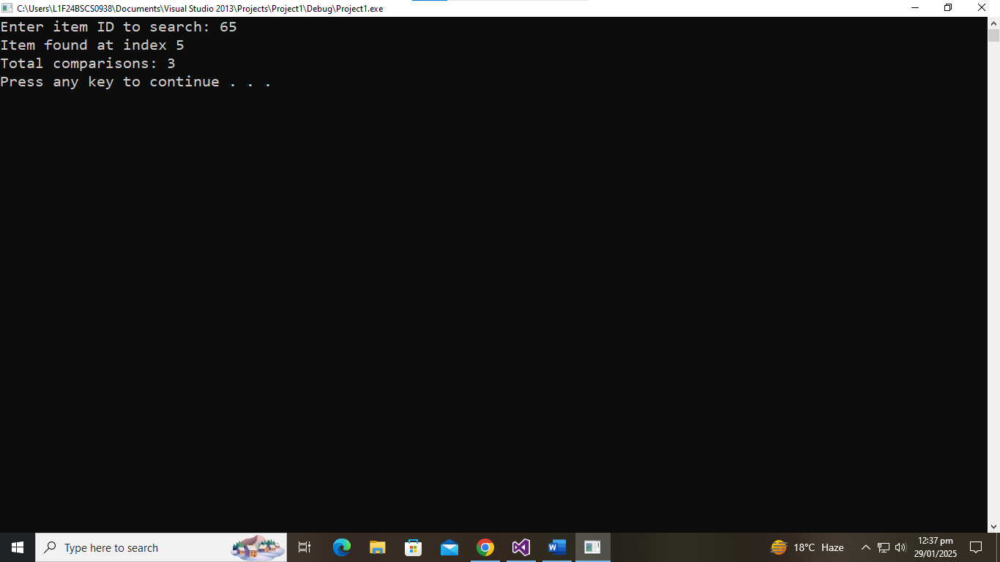 C:\Users\L1F24BSCS0938\Documents\Visual Studio 2013\Projects\Project1\Debug\Project1.exe
Enter item ID to search: 65
Item found at index 5
Total comparisons: 3
Press any key to continue . . .
Type here to search
18°C Haze
12:37 pm
29/01/2025